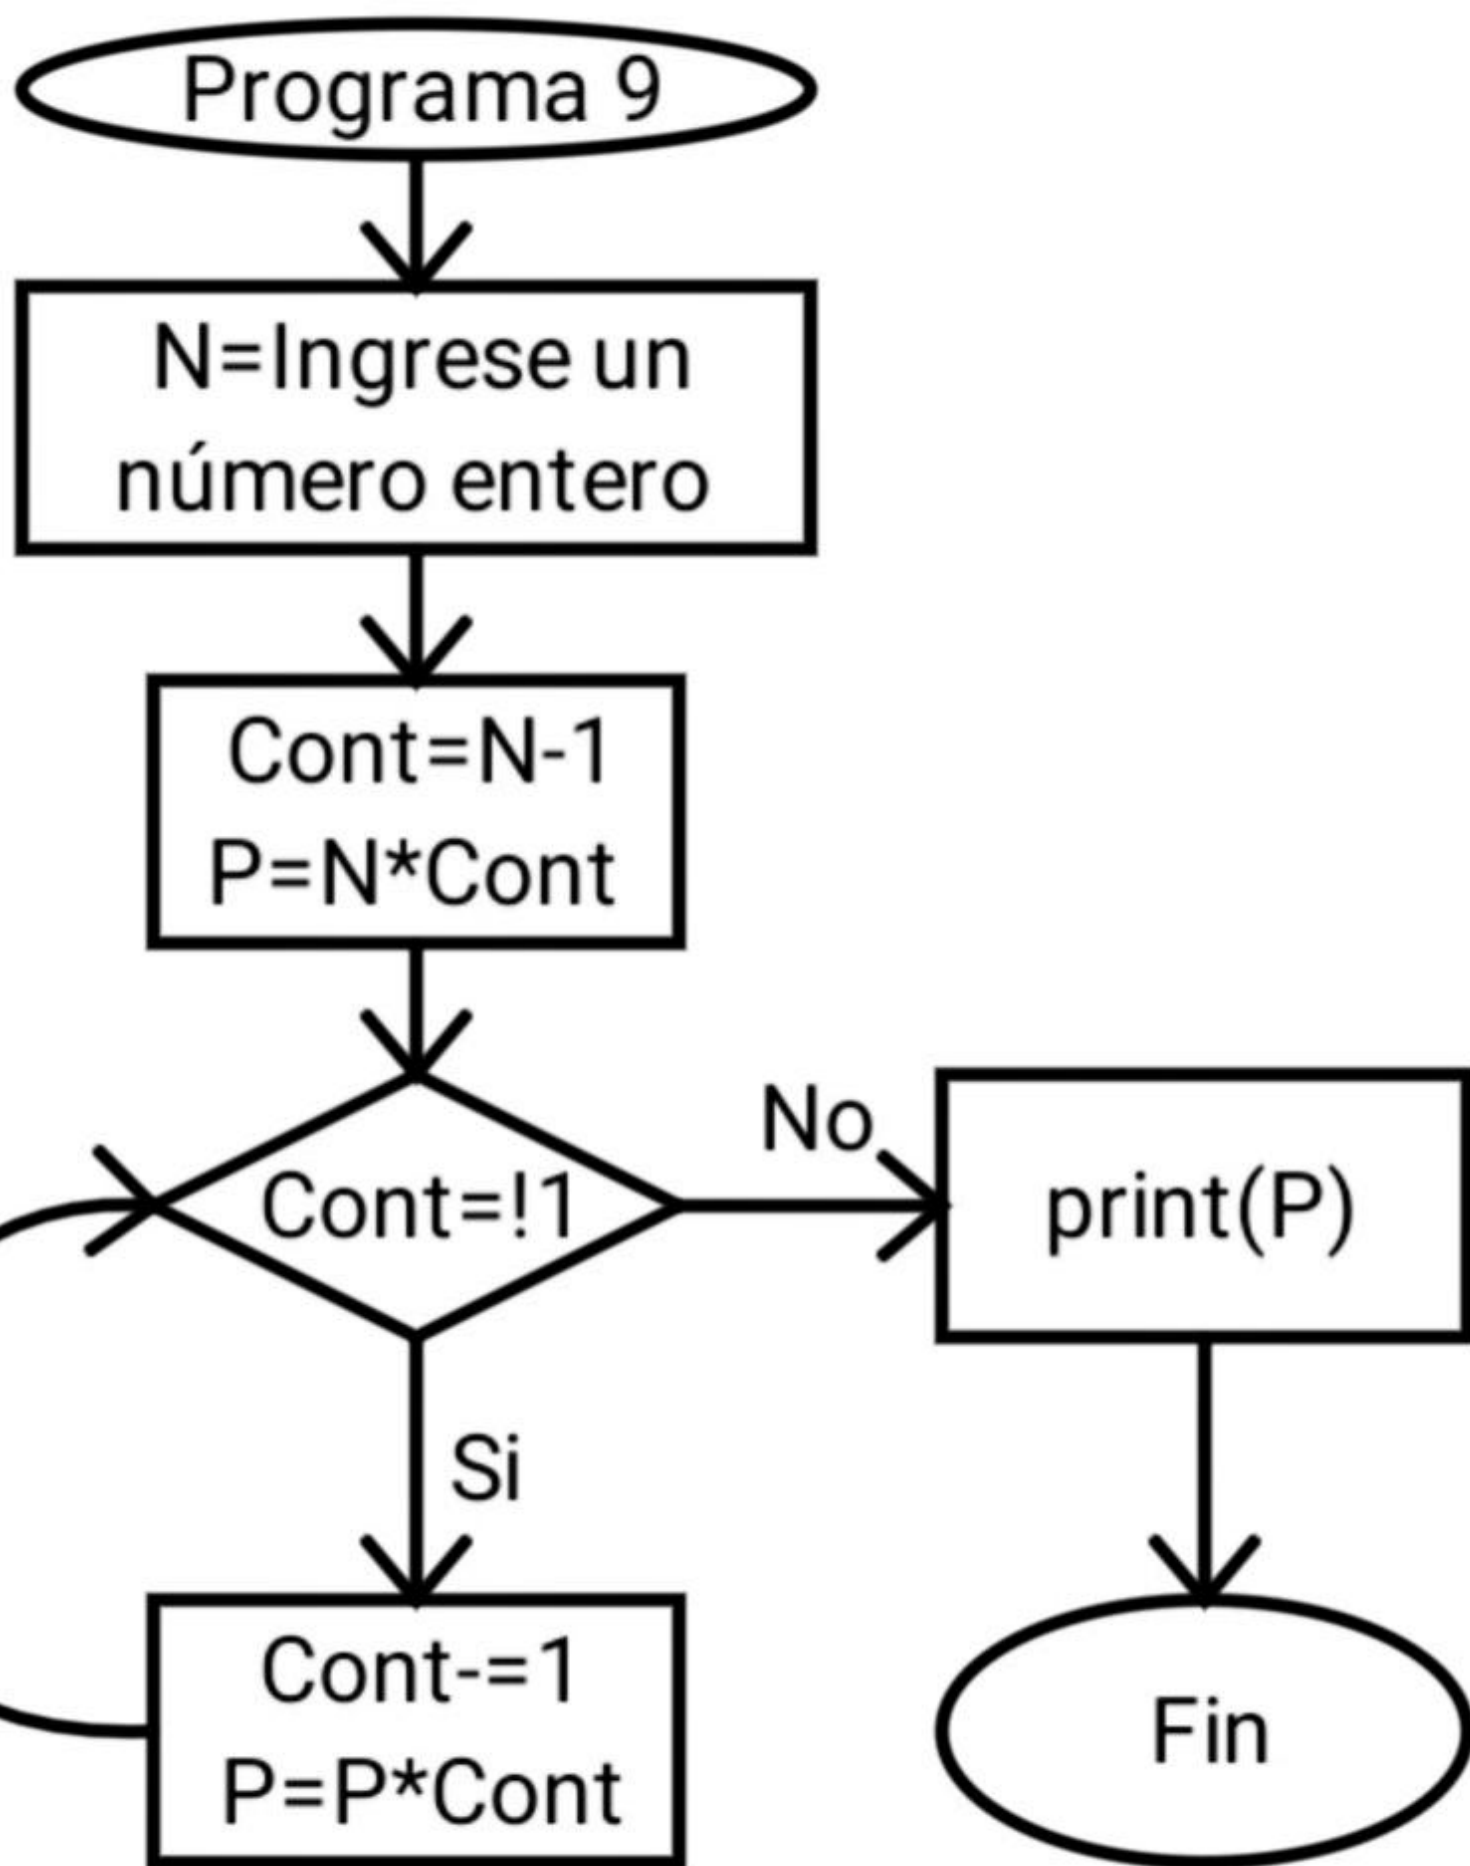 Programa 9
N=Ingrese un
número entero
Cont=N-1
P=N*Cont
Cont=!1
No
print(P)
Si
Cont-=1
P=P*Cont
Fin